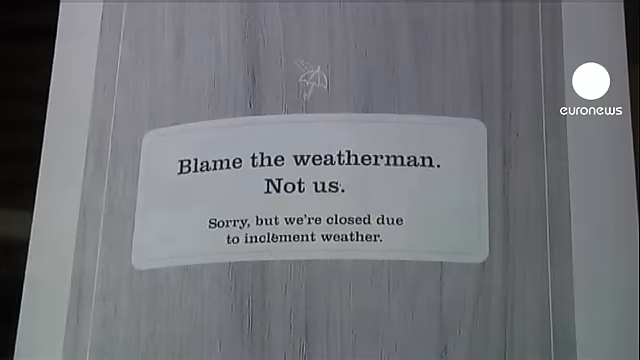 euronews
Blame the weatherman.
Not us.
Sorry, but we're closed due
to inclement weather.